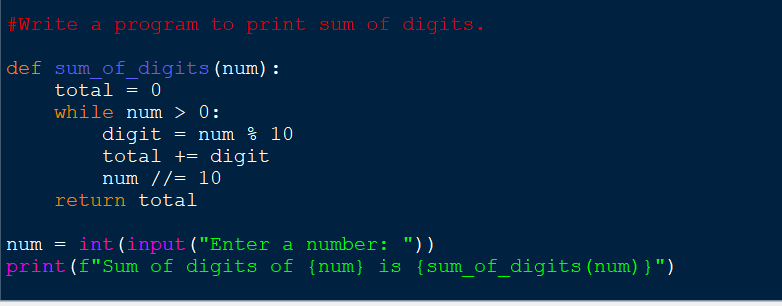 #Write a program to print sum of digits.
def sum_of_digits(num):
    total = 0
    while num > 0:
        digit = num % 10
        total += digit
        num //= 10
    return total
num = int(input("Enter a number: "))
print(f"Sum of digits of {num} is {sum_of_digits(num)}")